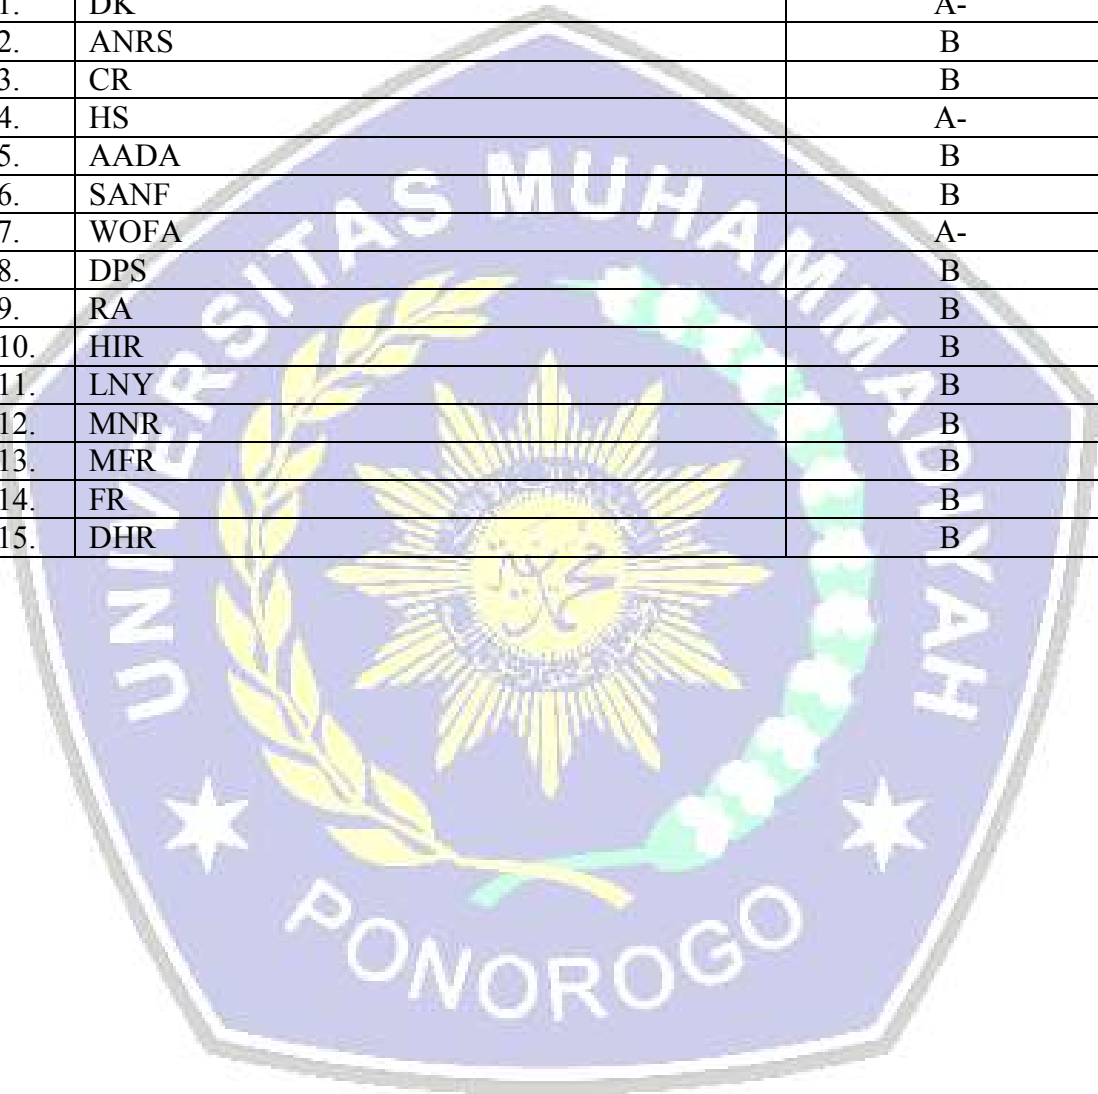 1. DK A-
2. ANRS B
3. CR B
4. HS A-
5. AADA B
6. SANF B
7. WOFA A-
8. DPS B
9. RA B
10. HIR B
11. LNY B
12. MNR B
13. MFR B
14. FR B
15. DHR B
UNIVERSITAS MUHAMMADIYAH
PONOROGO